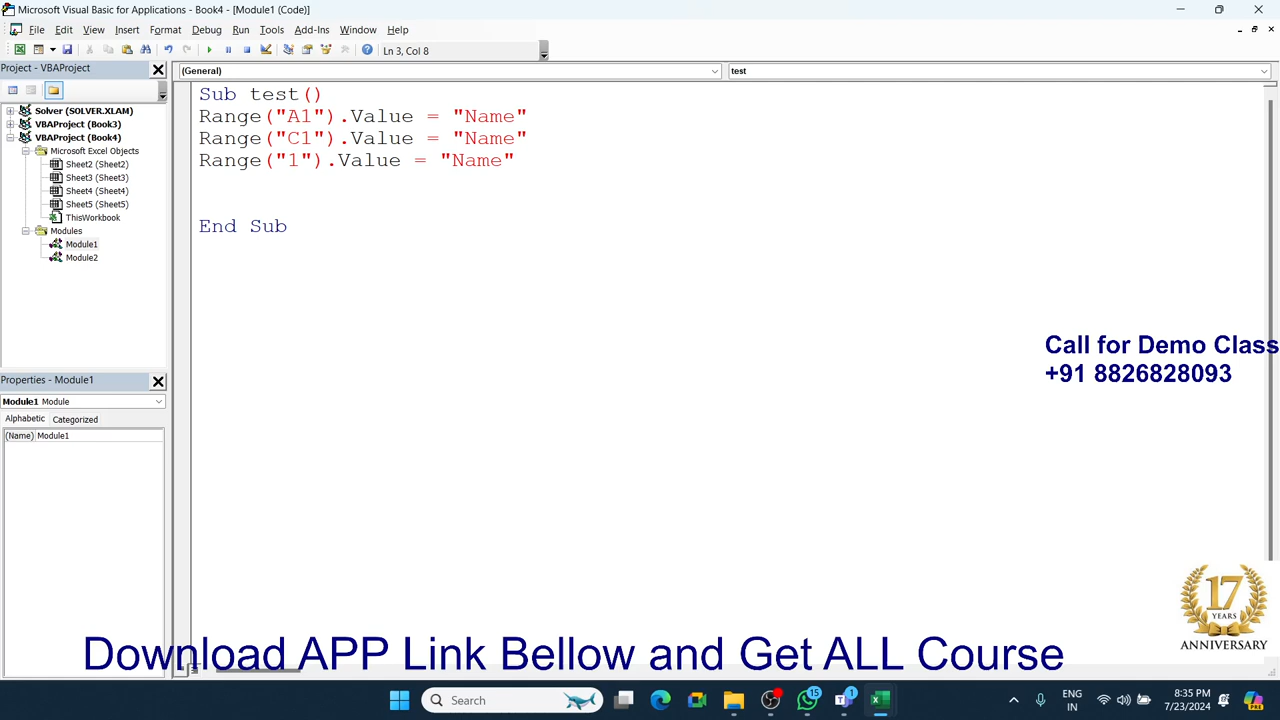 Microsoft Visual Basic for Applications - Book4 - [Module1 (Code)]
File Edit View Insert Format Debug Run Tools Add-Ins Window Help
Ln 3, Col 8
Project - VBAProject
(General)
test
Solver (SOLVER.XLAM)
VBAProject (Book3)
VBAProject (Book4)
Microsoft Excel Objects
Sheet2 (Sheet2)
Sheet3 (Sheet3)
Sheet4 (Sheet4)
Sheet5 (Sheet5)
ThisWorkbook
Modules
Module1
Module2
Sub test()
Range("A1").Value = "Name"
Range("C1").Value = "Name"
Range("1").Value = "Name"
End Sub
Call for Demo Class
+91 8826828093
Properties - Module1
Module1 Module
Alphabetic Categorized
(Name) Module1
17
YEARS
ANNIVERSARY
Download APP Link Bellow and Get ALL Course
Search
15
1
ENG
IN
8:35 PM
7/23/2024